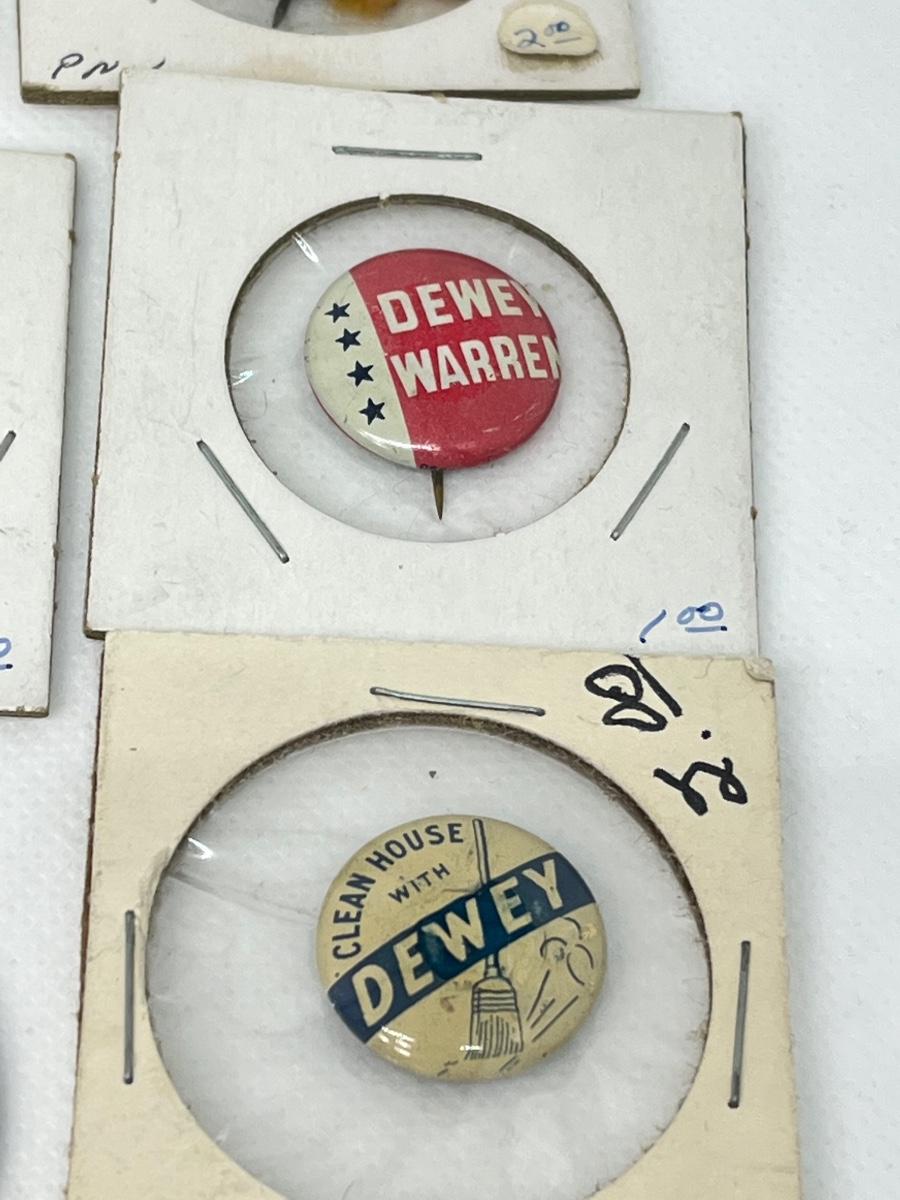 2.00
DEWEY
WARREN
1.00
2.00
CLEAN HOUSE
WITH
DEWEY